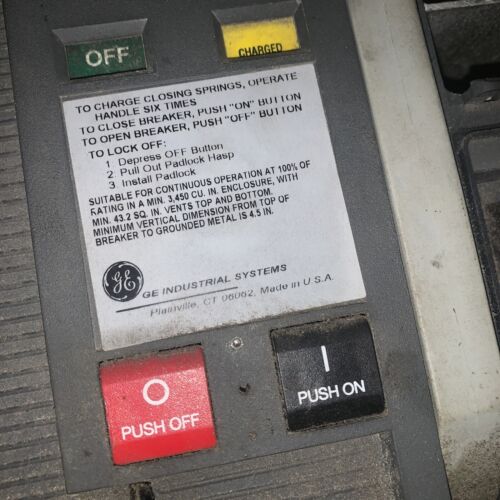 OFF
CHARGED
TO CHARGE CLOSING SPRINGS, OPERATE
HANDLE SIX TIMES
TO CLOSE BREAKER, PUSH "ON" BUTTON
TO OPEN BREAKER, PUSH "OFF" BUTTON
TO LOCK OFF:
1 Depress OFF Button
2 Pull Out Padlock Hasp
3 Install Padlock
SUITABLE FOR CONTINUOUS OPERATION AT 100% OF
RATING IN A MIN. 3,450 CU. IN. ENCLOSURE, WITH
MIN. 43.2 SQ. IN. VENTS TOP AND BOTTOM.
MINIMUM VERTICAL DIMENSION FROM TOP OF
BREAKER TO GROUNDED METAL IS 4.5 IN.
GE
GE INDUSTRIAL SYSTEMS
Plainville, CT 06062, Made in U.S.A.
O
PUSH OFF
I
PUSH ON